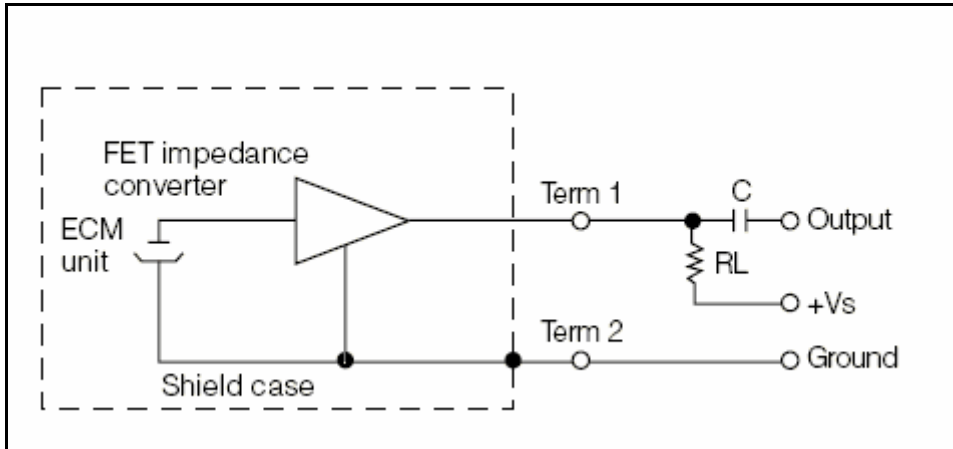 FET impedance
converter
ECM
unit
Shield case
Term 1
Term 2
C
Output
RL
+Vs
Ground